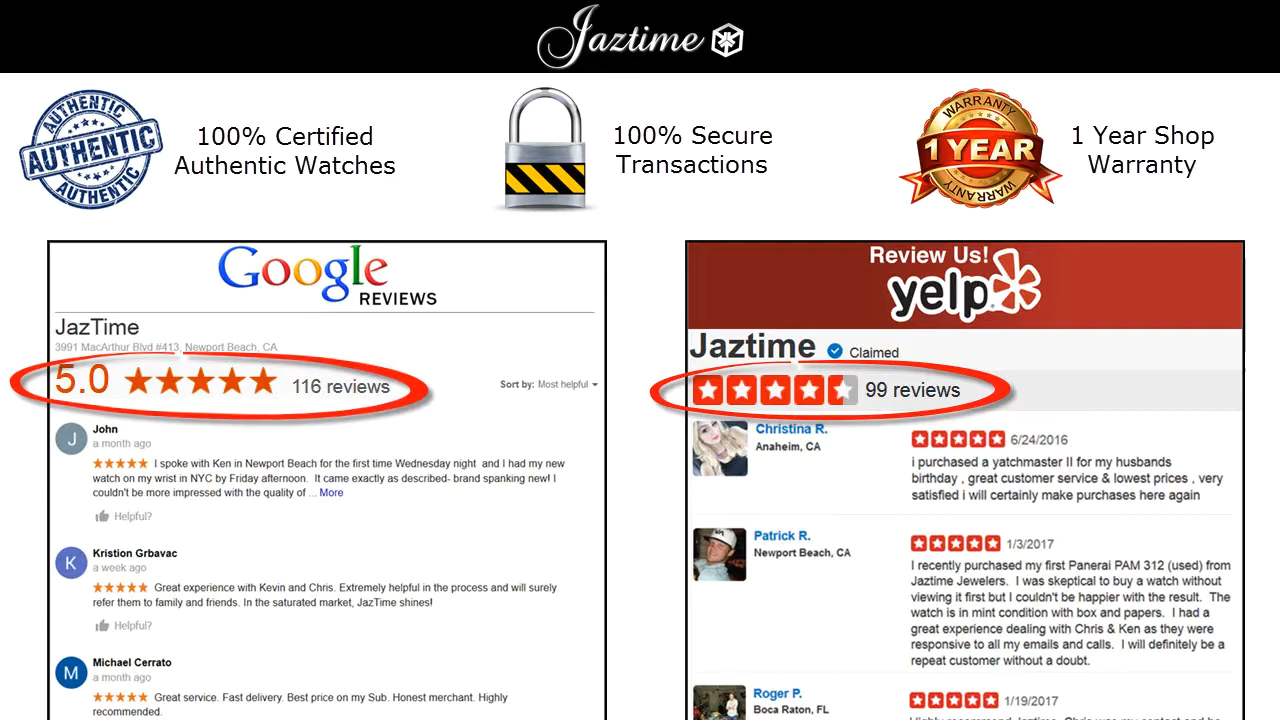 Jaztime
AUTHENTIC
AUTHENTIC
AUTHENTIC
100% Certified
Authentic Watches
100% Secure
Transactions
WARRANTY
1 YEAR
WARRANTY
1 Year Shop
Warranty
Google
REVIEWS
JazTime
3991 MacArthur Blvd #413, Newport Beach, CA
5.0 116 reviews
Sort by: Most helpful
J
John
a month ago
I spoke with Ken in Newport Beach for the first time Wednesday night and I had my new
watch on my wrist in NYC by Friday afternoon. It came exactly as described- brand spanking new! I
couldn't be more impressed with the quality of ... More
Helpful?
K
Kristion Grbavac
a week ago
Great experience with Kevin and Chris. Extremely helpful in the process and will surely
refer them to family and friends. In the saturated market, JazTime shines!
Helpful?
M
Michael Cerrato
a month ago
Great service. Fast delivery. Best price on my Sub. Honest merchant. Highly
recommended.
Review Us!
yelp
Jaztime Claimed
99 reviews
Christina R.
Anaheim, CA
6/24/2016
i purchased a yatchmaster II for my husbands
birthday , great customer service & lowest prices , very
satisfied i will certainly make purchases here again
Patrick R.
Newport Beach, CA
1/3/2017
I recently purchased my first Panerai PAM 312 (used) from
Jaztime Jewelers. I was skeptical to buy a watch without
viewing it first but I couldn't be happier with the result. The
watch is in mint condition with box and papers. I had a
great experience dealing with Chris & Ken as they were
responsive to all my emails and calls. I will definitely be a
repeat customer without a doubt.
Roger P.
Boca Raton, FL
1/19/2017